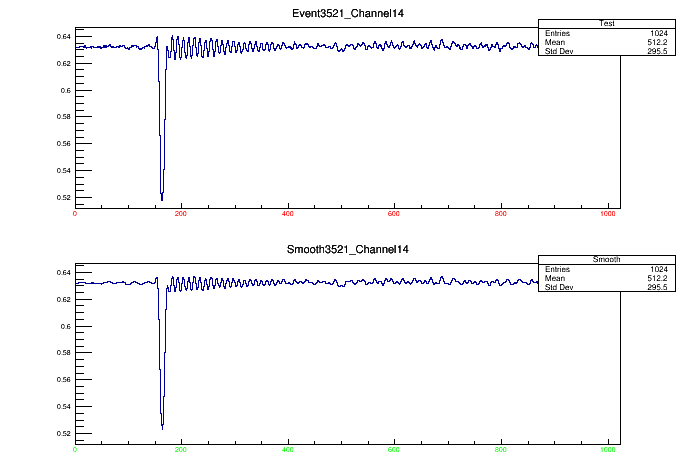 Event3521_Channel14
Test
Entries 1024
Mean 512.2
Std Dev 295.5
0.64
0.62
0.6
0.58
0.56
0.54
0.52
0 200 400 600 800 1000
Smooth3521_Channel14
Smooth
Entries 1024
Mean 512.2
Std Dev 295.5
0.64
0.62
0.6
0.58
0.56
0.54
0.52
0 200 400 600 800 1000